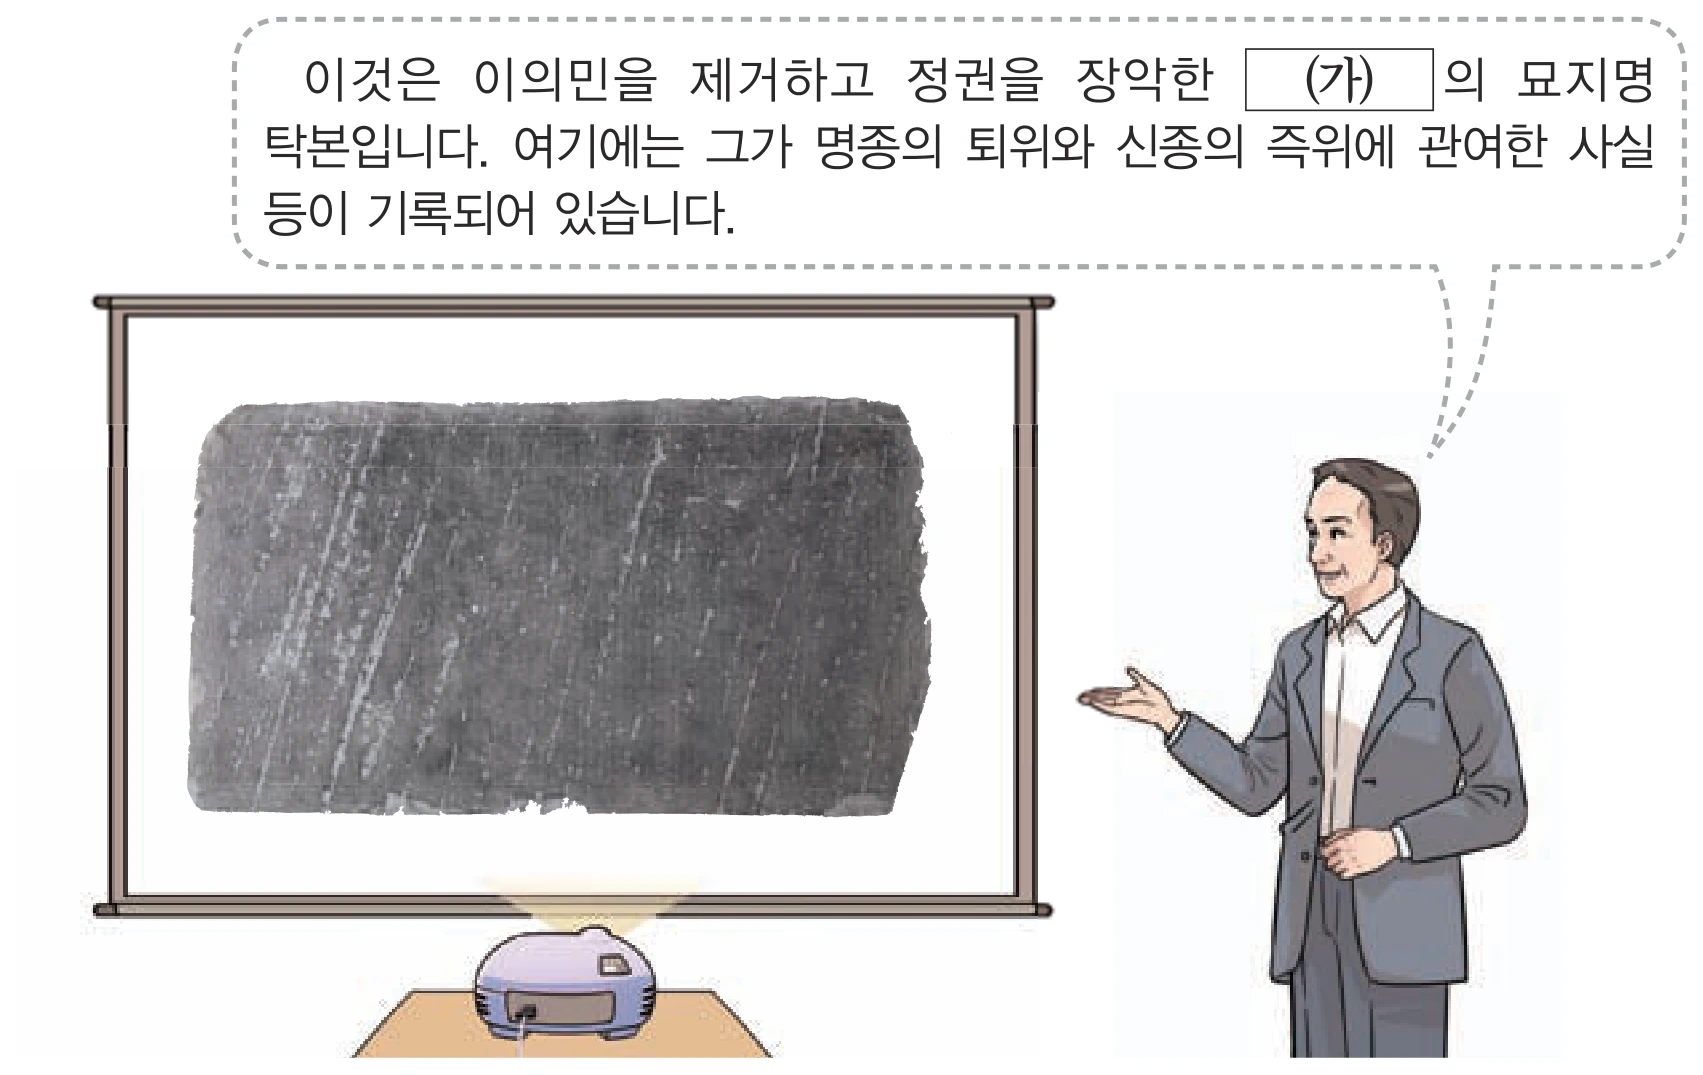 이것은 이의민을 제거하고 정권을 장악한 (가) 의 묘지명
탁본입니다. 여기에는 그가 명종의 퇴위와 신종의 즉위에 관여한 사실
등이 기록되어 있습니다.